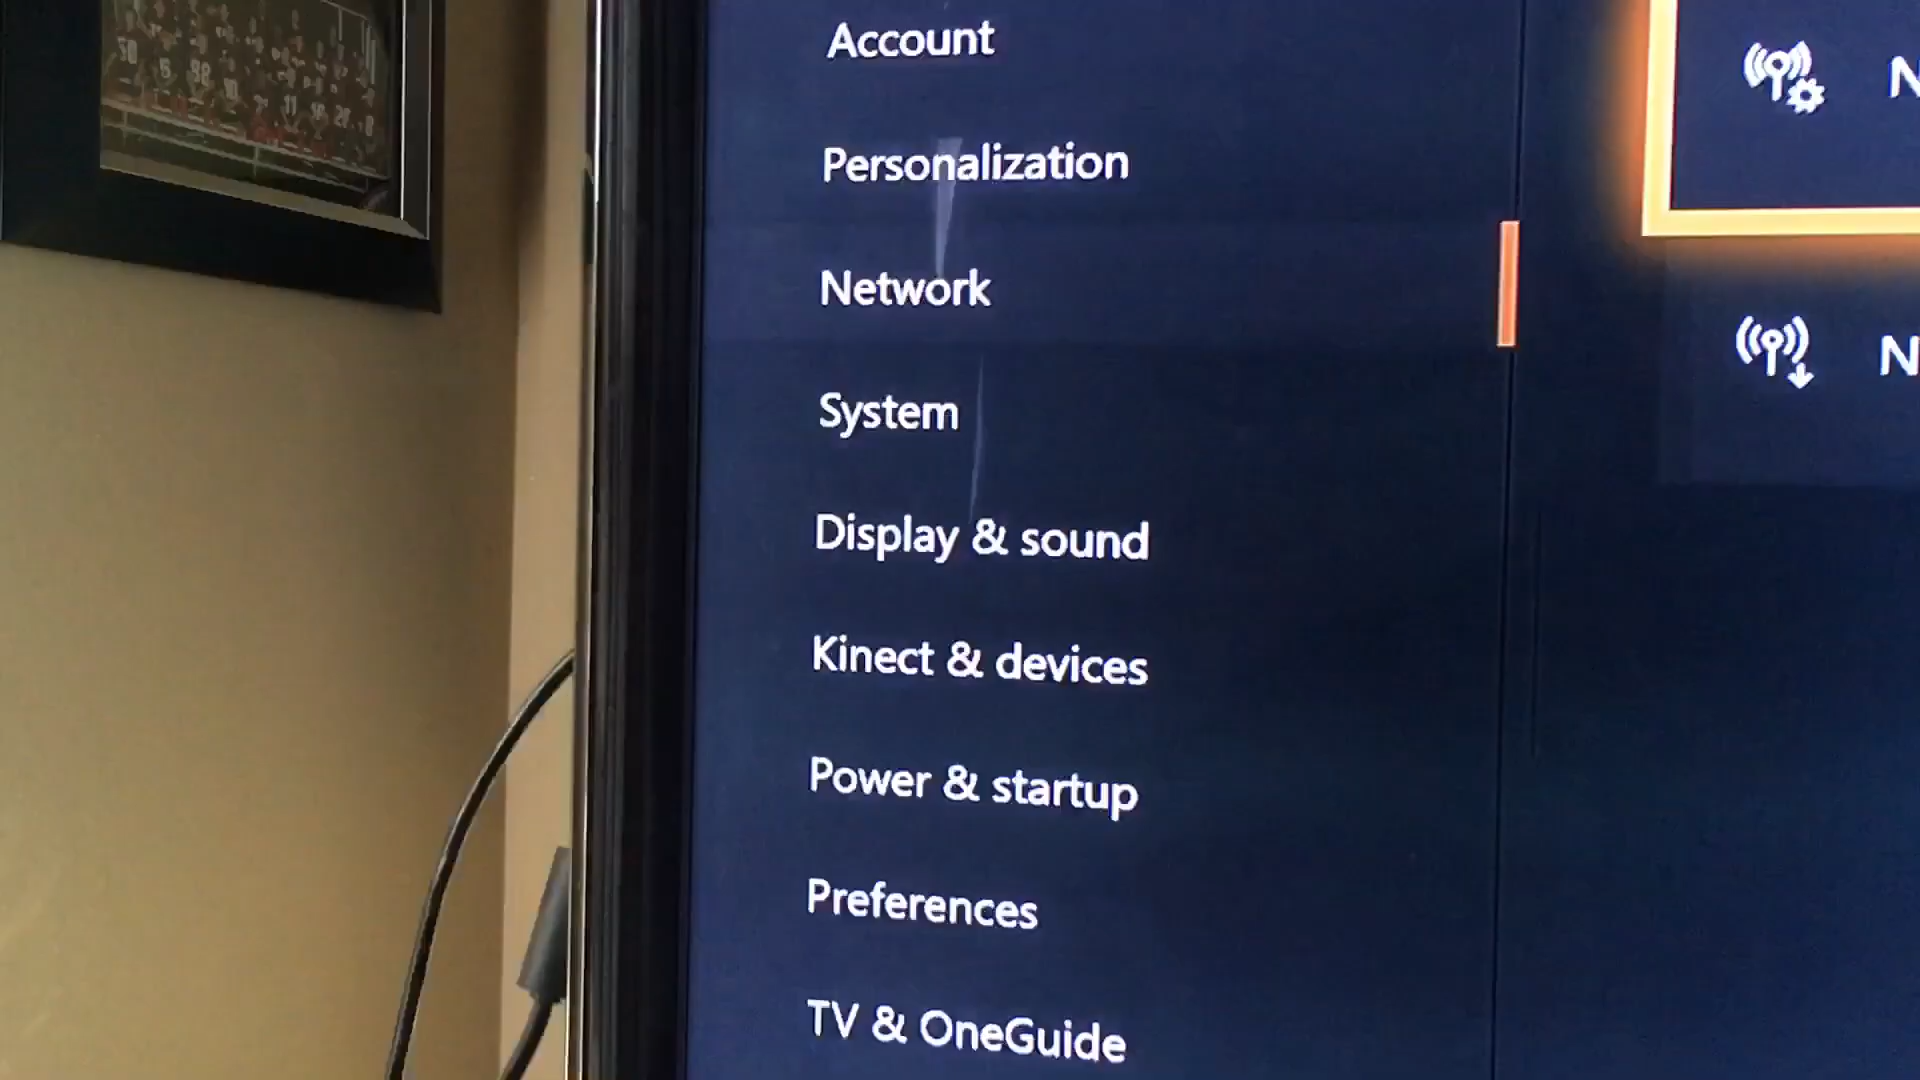 Account
Personalization
Network
System
Display & sound
Kinect & devices
Power & startup
Preferences
TV & OneGuide
N
N